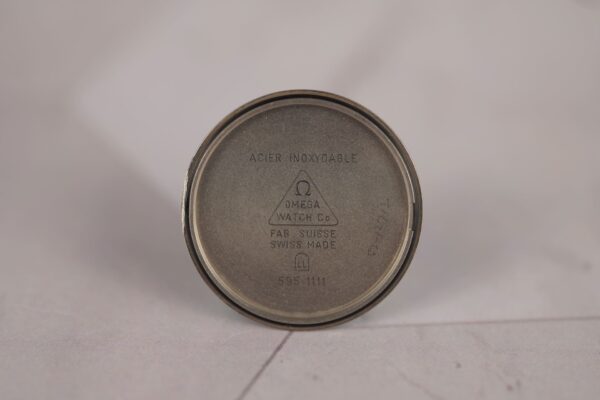 ACIER INOXYDABLE
Ω
OMEGA
WATCH Co
FAB. SUISSE
SWISS MADE
595.1111